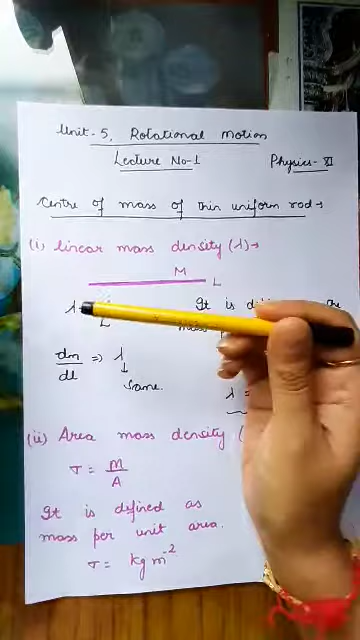 Unit-5, Rotational Motion
Lecture No-1 Physics-XI
Centre of mass of thin uniform rod→
(i) linear mass density (λ)→
M
L
λ=
L
It is the
mass
dm/dl => λ
↓
Same.
λ =
(ii) Area mass density (
σ = M/A
It is defined as
mass per unit area.
σ = kg m⁻²